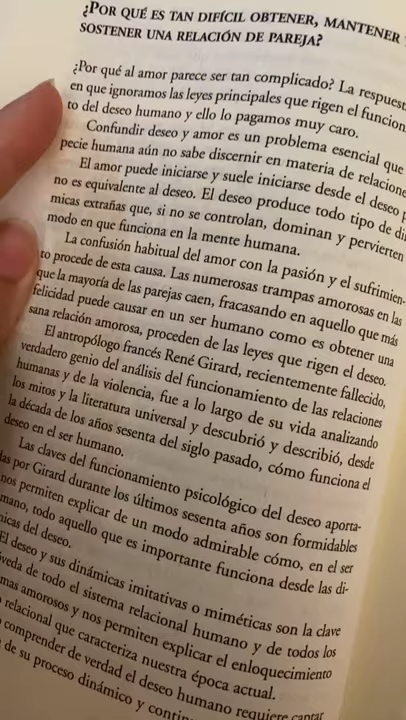 ¿POR QUÉ ES TAN DIFÍCIL OBTENER, MANTENER Y
SOSTENER UNA RELACIÓN DE PAREJA?
¿Por qué al amor parece ser tan complicado? La respuest
en que ignoramos las leyes principales que rigen el funcion
to del deseo humano y ello lo pagamos muy caro.
Confundir deseo y amor es un problema esencial que
pecie humana aún no sabe discernir en materia de relacione
El amor puede iniciarse y suele iniciarse desde el deseo p
no es equivalente al deseo. El deseo produce todo tipo de di
micas extrañas que, si no se controlan, dominan y pervierten
modo en que funciona en la mente humana.
La confusión habitual del amor con la pasión y el sufrimien-
to procede de esta causa. Las numerosas trampas amorosas en las
que la mayoría de las parejas caen, fracasando en aquello que más
felicidad puede causar en un ser humano como es obtener una
sana relación amorosa, proceden de las leyes que rigen el deseo.
El antropólogo francés René Girard, recientemente fallecido,
verdadero genio del análisis del funcionamiento de las relaciones
humanas y de la violencia, fue a lo largo de su vida analizando
los mitos y la literatura universal y descubrió y describió, desde
la década de los años sesenta del siglo pasado, cómo funciona el
deseo en el ser humano.
Las claves del funcionamiento psicológico del deseo aporta-
das por Girard durante los últimos sesenta años son formidables
nos permiten explicar de un modo admirable cómo, en el ser
mano, todo aquello que es importante funciona desde las di-
micas del deseo.
El deseo y sus dinámicas imitativas o miméticas son la clave
veda de todo el sistema relacional humano y de todos los
mas amorosos y nos permiten explicar el enloquecimiento
relacional que caracteriza nuestra época actual.
comprender de verdad el deseo humano requiere captar
de su proceso dinámico y contin